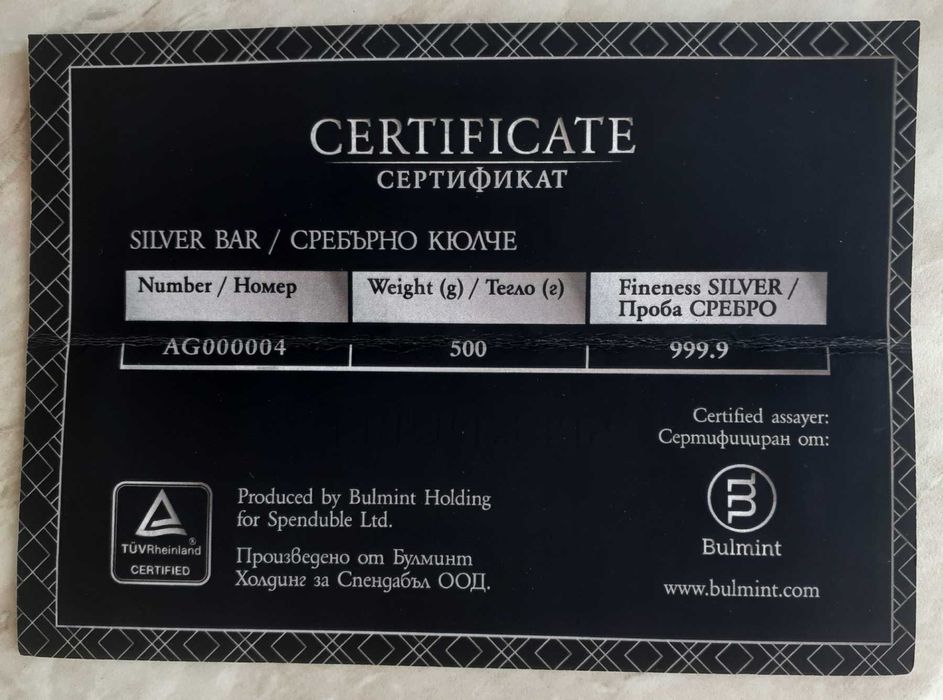 CERTIFICATE
СЕРТИФИКАТ
SILVER BAR / СРЕБЪРНО КЮЛЧЕ
Number / Номер
Weight (g) / Тегло (г)
Fineness SILVER /
Проба СРЕБРО
AG000004
500
999.9
Certified assayer:
Сертифициран от:
Produced by Bulmint Holding
for Spenduble Ltd.
Произведено от Булминт
Холдинг за Спендабъл ООД.
TÜVRheinland®
CERTIFIED
Bulmint
www.bulmint.com